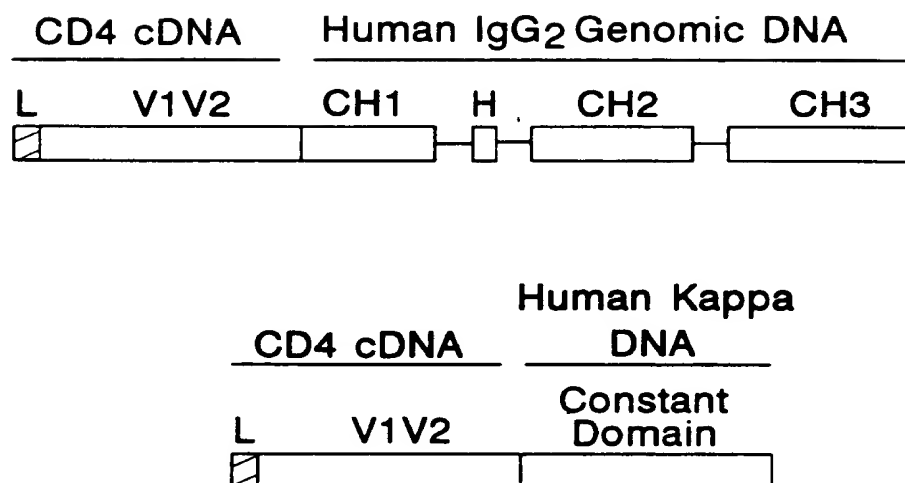 CD4 cDNA Human IgG2 Genomic DNA
L V1V2 CH1 H CH2 CH3
Human Kappa
CD4 cDNA DNA
Constant
L V1V2 Domain